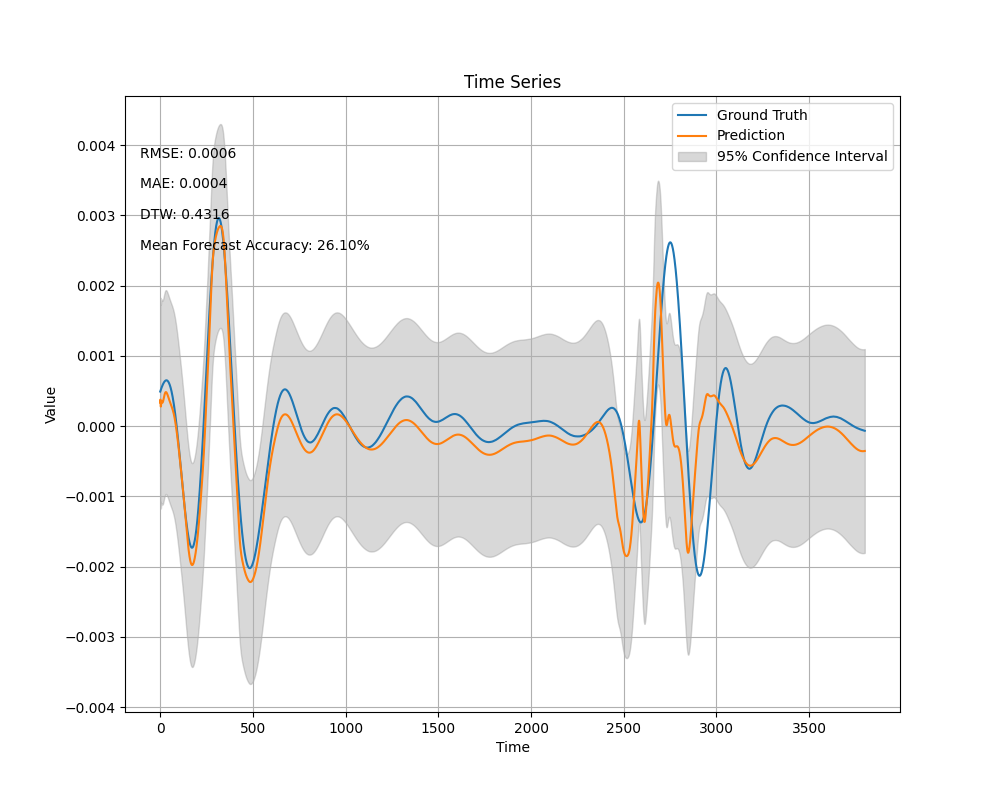 Time Series
Ground Truth
Prediction
95% Confidence Interval
RMSE: 0.0006
MAE: 0.0004
DTW: 0.4316
Mean Forecast Accuracy: 26.10%
Value
0.004
0.003
0.002
0.001
0.000
−0.001
−0.002
−0.003
−0.004
0 500 1000 1500 2000 2500 3000 3500
Time